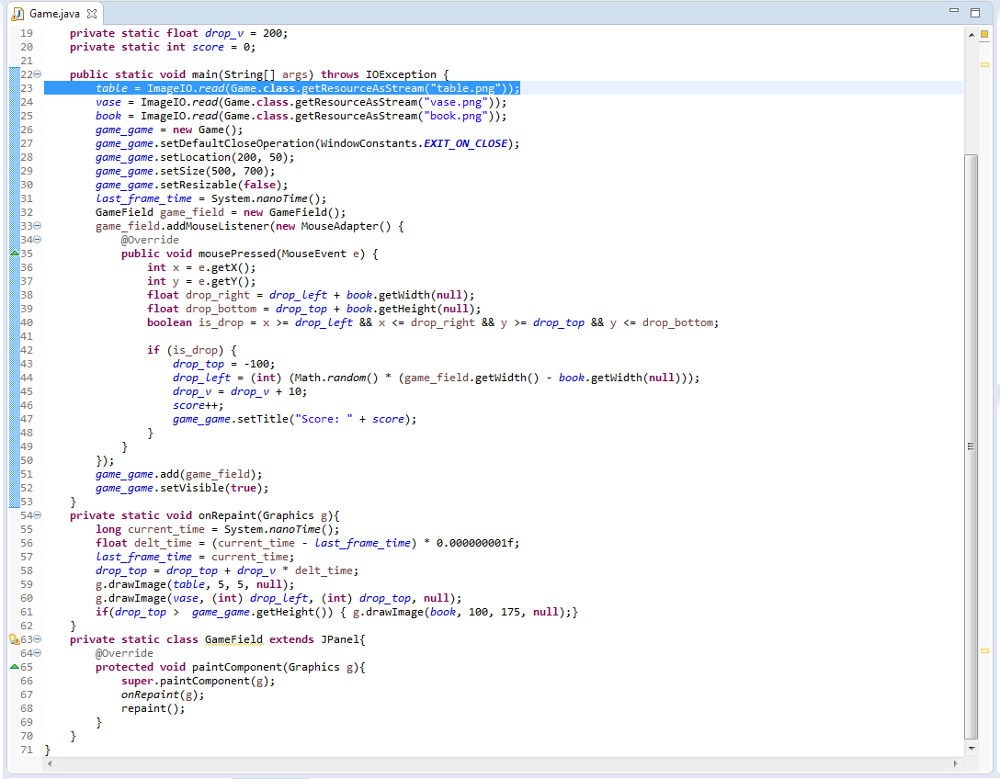 Game.java
19 private static float drop_v = 200;
20 private static int score = 0;
21
22 public static void main(String[] args) throws IOException {
23 table = ImageIO.read(Game.class.getResourceAsStream("table.png"));
24 vase = ImageIO.read(Game.class.getResourceAsStream("vase.png"));
25 book = ImageIO.read(Game.class.getResourceAsStream("book.png"));
26 game_game = new Game();
27 game_game.setDefaultCloseOperation(WindowConstants.EXIT_ON_CLOSE);
28 game_game.setLocation(200, 50);
29 game_game.setSize(500, 700);
30 game_game.setResizable(false);
31 last_frame_time = System.nanoTime();
32 GameField game_field = new GameField();
33 game_field.addMouseListener(new MouseAdapter() {
34 @Override
35 public void mousePressed(MouseEvent e) {
36 int x = e.getX();
37 int y = e.getY();
38 float drop_right = drop_left + book.getWidth(null);
39 float drop_bottom = drop_top + book.getHeight(null);
40 boolean is_drop = x >= drop_left && x <= drop_right && y >= drop_top && y <= drop_bottom;
41
42 if (is_drop) {
43 drop_top = -100;
44 drop_left = (int) (Math.random() * (game_field.getWidth() - book.getWidth(null)));
45 drop_v = drop_v + 10;
46 score++;
47 game_game.setTitle("Score: " + score);
48 }
49 }
50 });
51 game_game.add(game_field);
52 game_game.setVisible(true);
53 }
54 private static void onRepaint(Graphics g){
55 long current_time = System.nanoTime();
56 float delt_time = (current_time - last_frame_time) * 0.000000001f;
57 last_frame_time = current_time;
58 drop_top = drop_top + drop_v * delt_time;
59 g.drawImage(table, 5, 5, null);
60 g.drawImage(vase, (int) drop_left, (int) drop_top, null);
61 if(drop_top >  game_game.getHeight()) { g.drawImage(book, 100, 175, null);}
62 }
63 private static class GameField extends JPanel{
64 @Override
65 protected void paintComponent(Graphics g){
66 super.paintComponent(g);
67 onRepaint(g);
68 repaint();
69 }
70 }
71 }